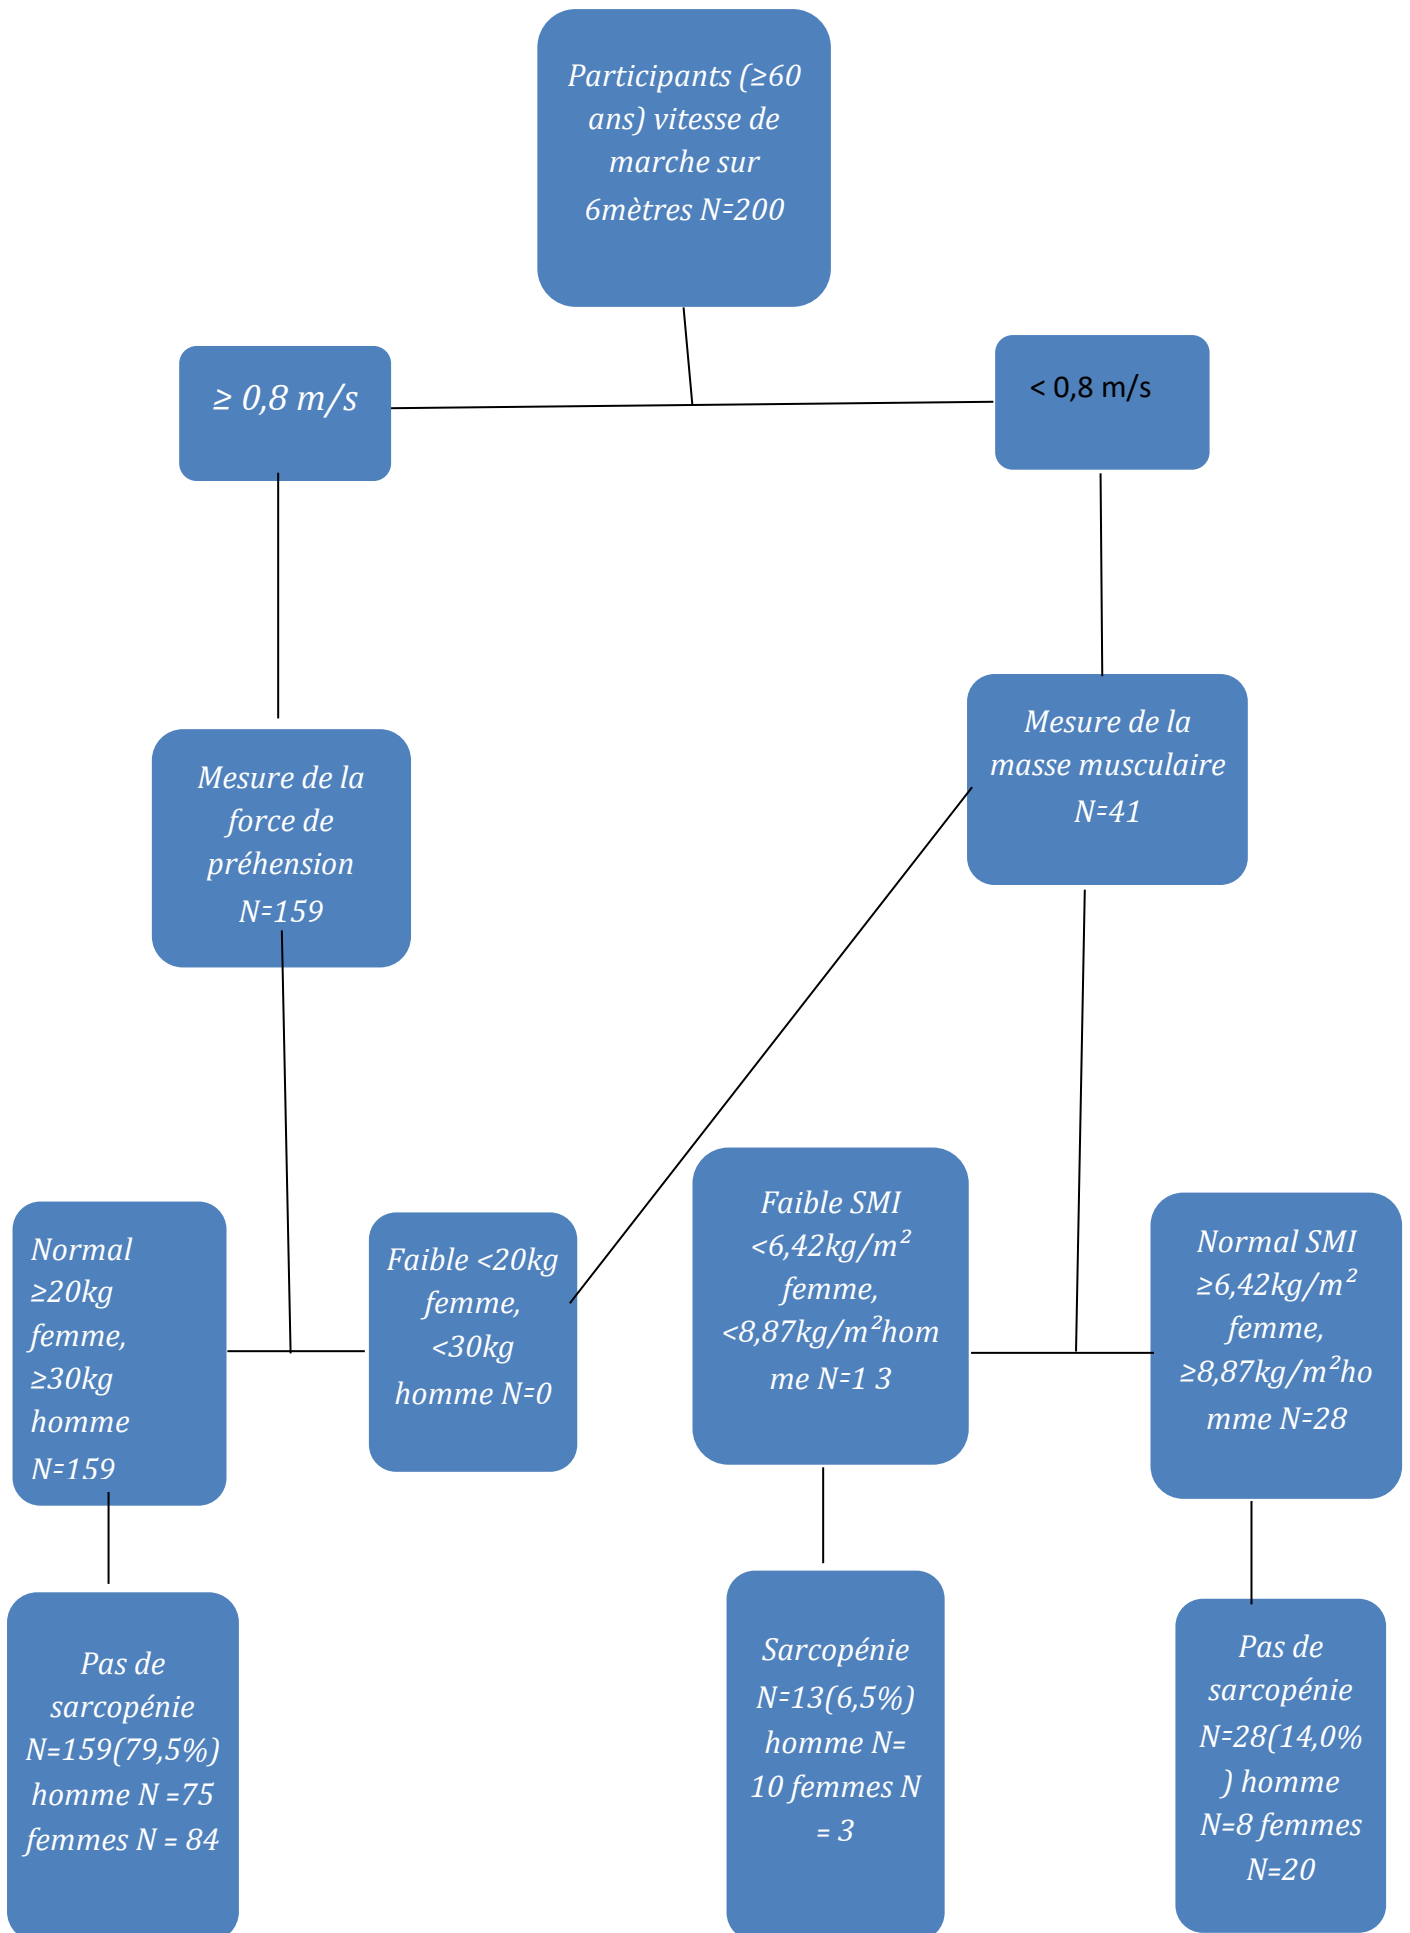 Participants (≥60
ans) vitesse de
marche sur
6mètres N=200
≥ 0,8 m/s
< 0,8 m/s
Mesure de la
force de
préhension
N=159
Mesure de la
masse musculaire
N=41
Normal
≥20kg
femme,
≥30kg
homme
N=159
Faible <20kg
femme,
<30kg
homme N=0
Faible SMI
<6,42kg/m²
femme,
<8,87kg/m²hom
me N=1 3
Normal SMI
≥6,42kg/m²
femme,
≥8,87kg/m²ho
mme N=28
Pas de
sarcopénie
N=159(79,5%)
homme N =75
femmes N = 84
Sarcopénie
N=13(6,5%)
homme N=
10 femmes N
= 3
Pas de
sarcopénie
N=28(14,0%
) homme
N=8 femmes
N=20